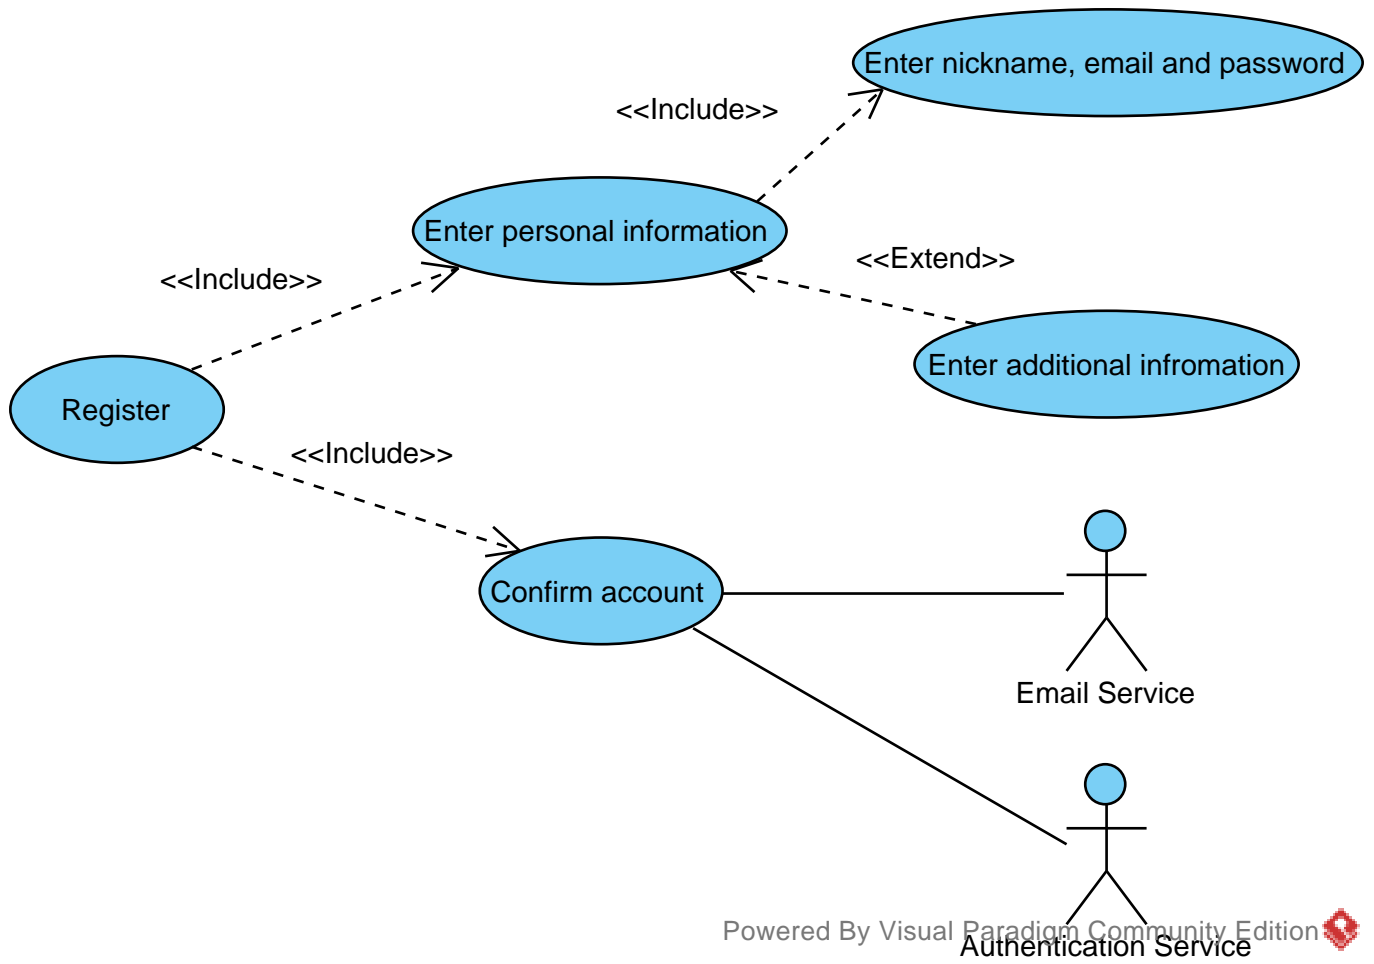 Enter nickname, email and password
<<Include>>
Enter personal information
<<Extend>>
<<Include>>
Enter additional infromation
Register
<<Include>>
Confirm account
Email Service
Powered By Visual Paradigm Community Edition
Authentication Service